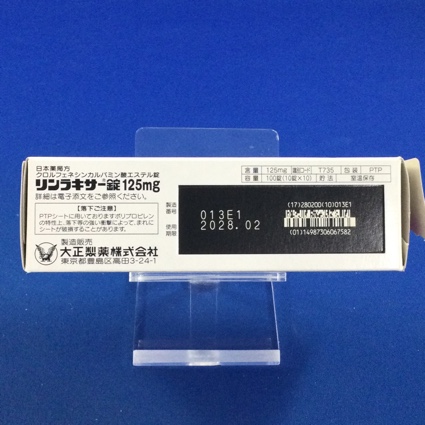 日本薬局方
クロルフェネシンカルバミン酸エステル錠
リンラキサー錠125mg
詳細は電子添文をご参照ください。
【落下ご注意】
PTPシートに用いておりますポリプロピレン
の特性上、落下等の強い衝撃によって、まれに
シートが破損することがあります。
製造販売
大正製薬株式会社
東京都豊島区高田3-24-1
含量 125mg 識別コード T735 包装 PTP
容量 100錠(10錠×10) 貯法 室温保存
製造番号 013E1
使用期限 2028.02
(17)280200(10)013E1
(01)14987306067582